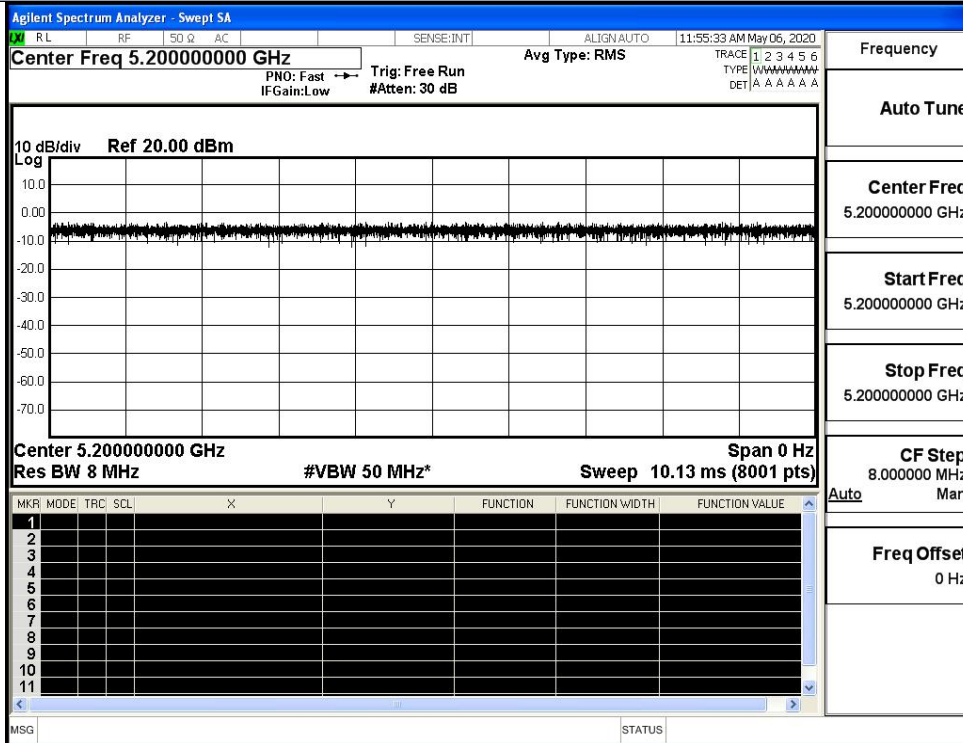 Agilent Spectrum Analyzer - Swept SA
LXI RL RF 50 Ω AC SENSE:INT ALIGN AUTO 11:55:33 AM May 06, 2020
Center Freq 5.200000000 GHz
Avg Type: RMS
TRACE 1 2 3 4 5 6
PNO: Fast
Trig: Free Run
TYPE WWWWWW
IFGain:Low
#Atten: 30 dB
DET A A A A A A
10 dB/div Ref 20.00 dBm
Log
10.0
0.00
-10.0
-20.0
-30.0
-40.0
-50.0
-60.0
-70.0
Center 5.200000000 GHz Span 0 Hz
Res BW 8 MHz #VBW 50 MHz* Sweep 10.13 ms (8001 pts)
MKR MODE TRC SCL X Y FUNCTION FUNCTION WIDTH FUNCTION VALUE
1
2
3
4
5
6
7
8
9
10
11
MSG STATUS
Frequency
Auto Tune
Center Freq
5.200000000 GHz
Start Freq
5.200000000 GHz
Stop Freq
5.200000000 GHz
CF Step
8.000000 MHz
Auto Man
Freq Offset
0 Hz